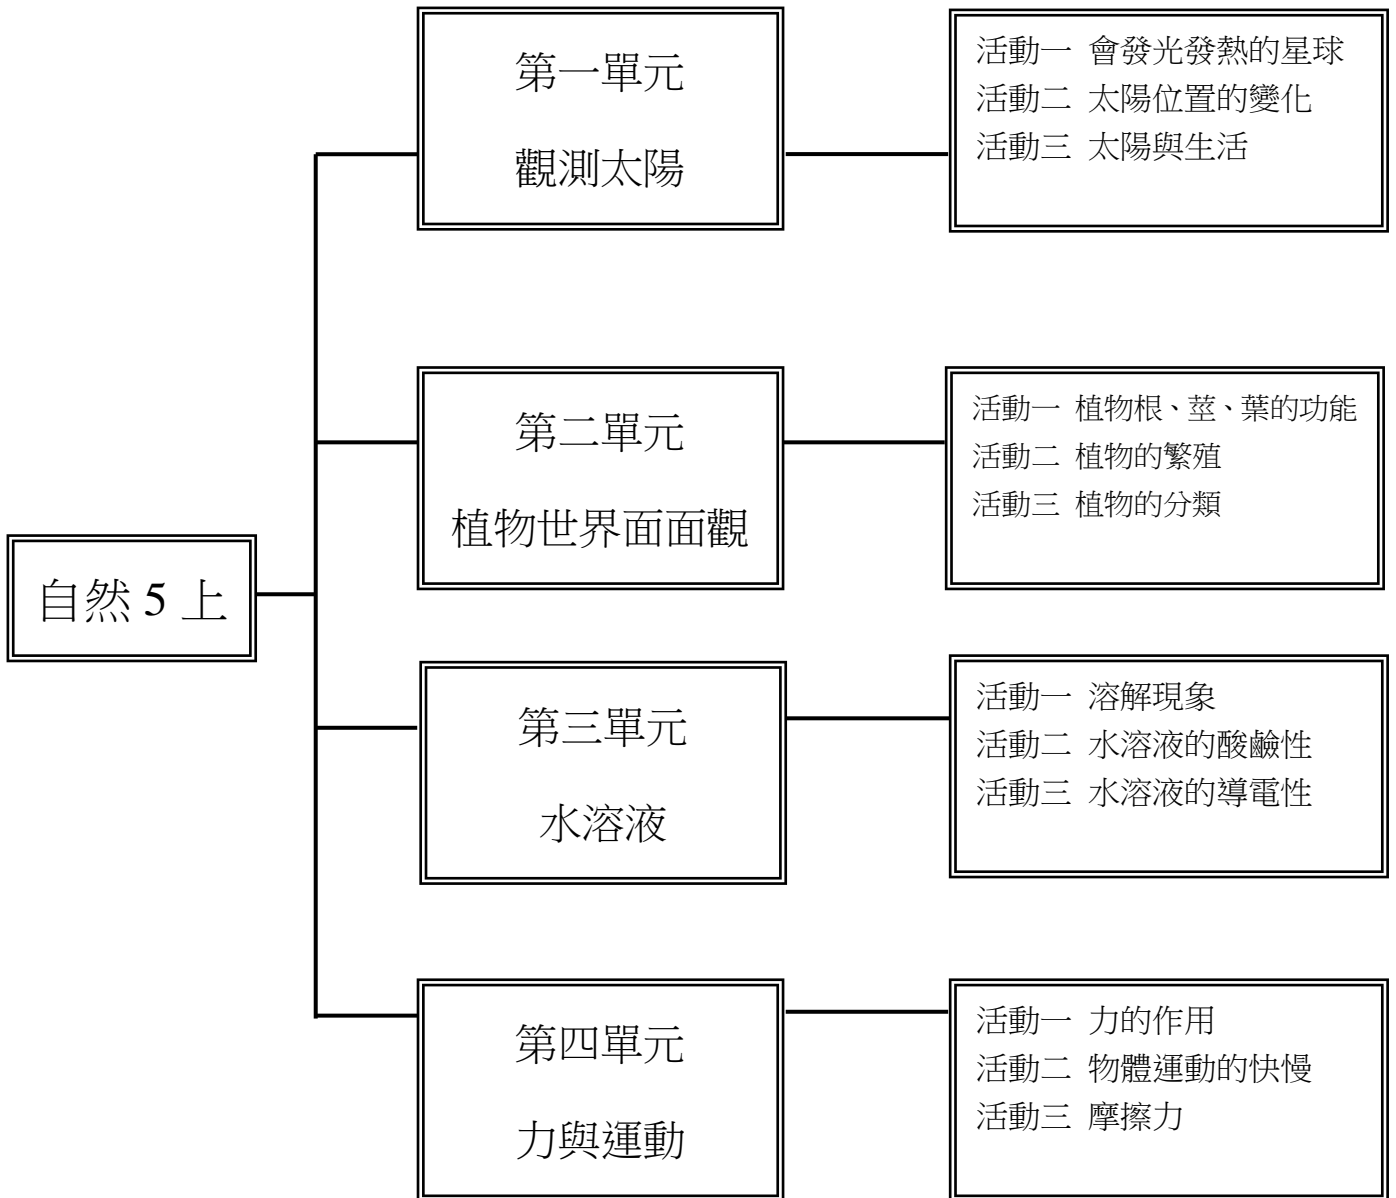 第一單元
觀測太陽
活動一 會發光發熱的星球
活動二 太陽位置的變化
活動三 太陽與生活
第二單元
植物世界面面觀
活動一 植物根、莖、葉的功能
活動二 植物的繁殖
活動三 植物的分類
自然 5 上
第三單元
水溶液
活動一 溶解現象
活動二 水溶液的酸鹼性
活動三 水溶液的導電性
第四單元
力與運動
活動一 力的作用
活動二 物體運動的快慢
活動三 摩擦力